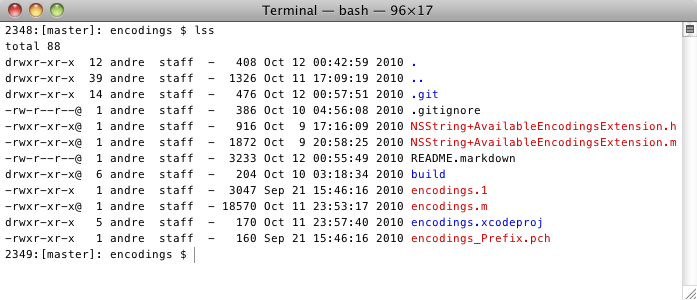 Terminal — bash — 96×17
2348:[master]: encodings $ lss
total 88
drwxr-xr-x  12 andre  staff  -   408 Oct 12 00:42:59 2010 .
drwxr-xr-x  39 andre  staff  -  1326 Oct 11 17:09:19 2010 ..
drwxr-xr-x  14 andre  staff  -   476 Oct 12 00:57:51 2010 .git
-rw-r--r--@  1 andre  staff  -   386 Oct 10 04:56:08 2010 .gitignore
-rwxr-xr-x@  1 andre  staff  -   916 Oct  9 17:16:09 2010 NSString+AvailableEncodingsExtension.h
-rwxr-xr-x@  1 andre  staff  -  1872 Oct  9 20:58:25 2010 NSString+AvailableEncodingsExtension.m
-rw-r--r--@  1 andre  staff  -  3233 Oct 12 00:55:49 2010 README.markdown
drwxr-xr-x@  6 andre  staff  -   204 Oct 10 03:18:34 2010 build
-rwxr-xr-x   1 andre  staff  -  3047 Sep 21 15:46:16 2010 encodings.1
-rwxr-xr-x@  1 andre  staff  - 18570 Oct 11 23:53:17 2010 encodings.m
drwxr-xr-x   5 andre  staff  -   170 Oct 11 23:57:40 2010 encodings.xcodeproj
-rwxr-xr-x   1 andre  staff  -   160 Sep 21 15:46:16 2010 encodings_Prefix.pch
2349:[master]: encodings $